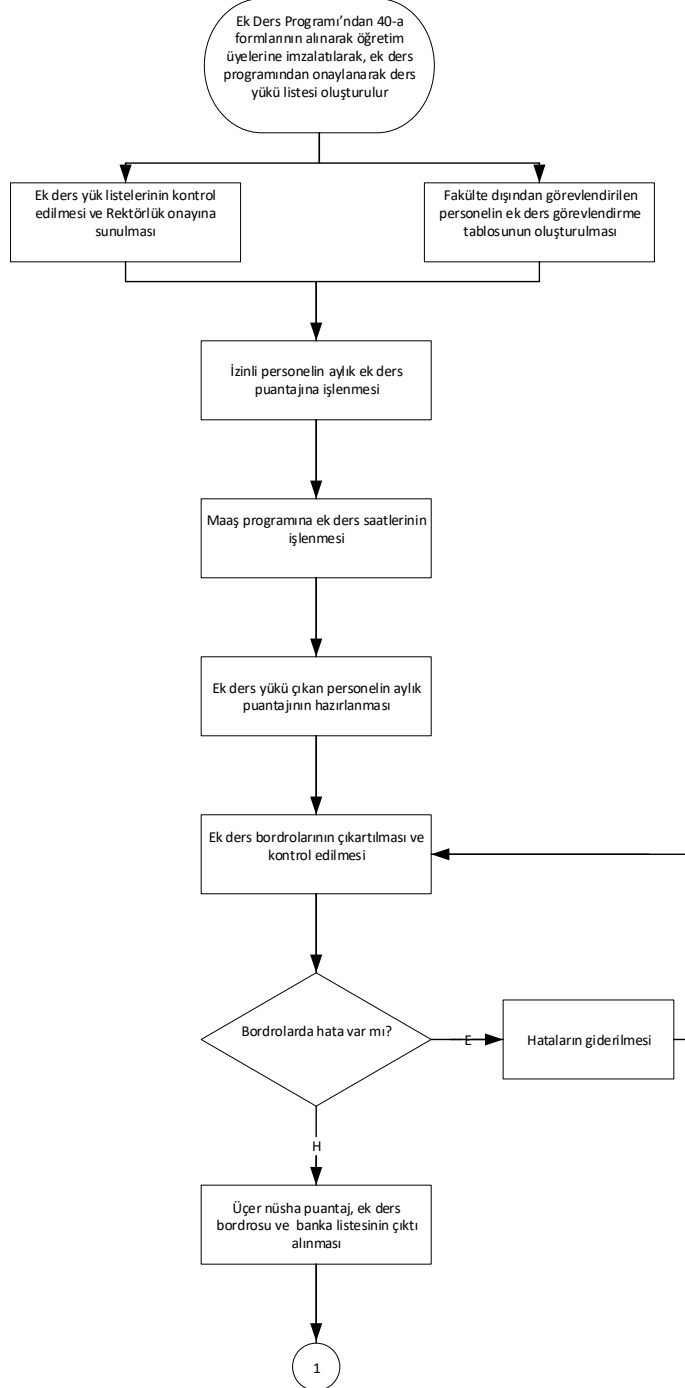 Ek Ders Programı’ndan 40-a
formlarının alınarak öğretim
üyelerine imzalatılarak, ek ders
programından onaylanarak ders
yükü listesi oluşturulur
Ek ders yük listelerinin kontrol
edilmesi ve Rektörlük onayına
sunulması
Fakülte dışından görevlendirilen
personelin ek ders görevlendirme
tablosunun oluşturulması
İzinli personelin aylık ek ders
puantajına işlenmesi
Maaş programına ek ders saatlerinin
işlenmesi
Ek ders yükü çıkan personelin aylık
puantajının hazırlanması
Ek ders bordrolarının çıkartılması ve
kontrol edilmesi
Bordrolarda hata var mı?
E
Hataların giderilmesi
H
Üçer nüsha puantaj, ek ders
bordrosu ve banka listesinin çıktı
alınması
1